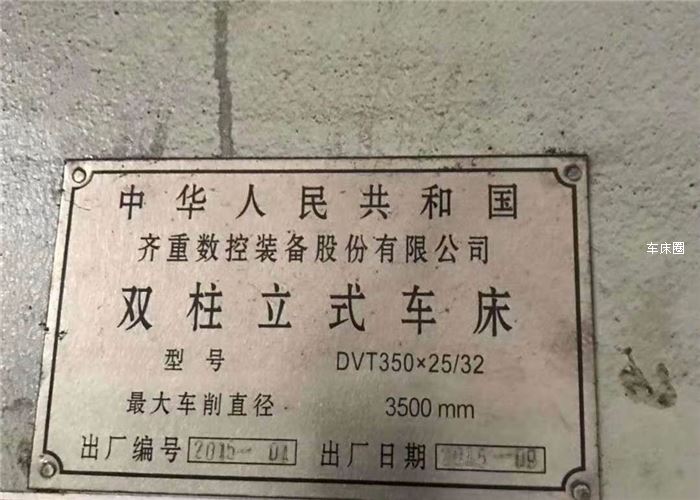 中华人民共和国
齐重数控装备股份有限公司
双柱立式车床
型号 DVT350×25/32
最大车削直径 3500mm
出厂编号 2015-01 出厂日期 2015-09
车床圈